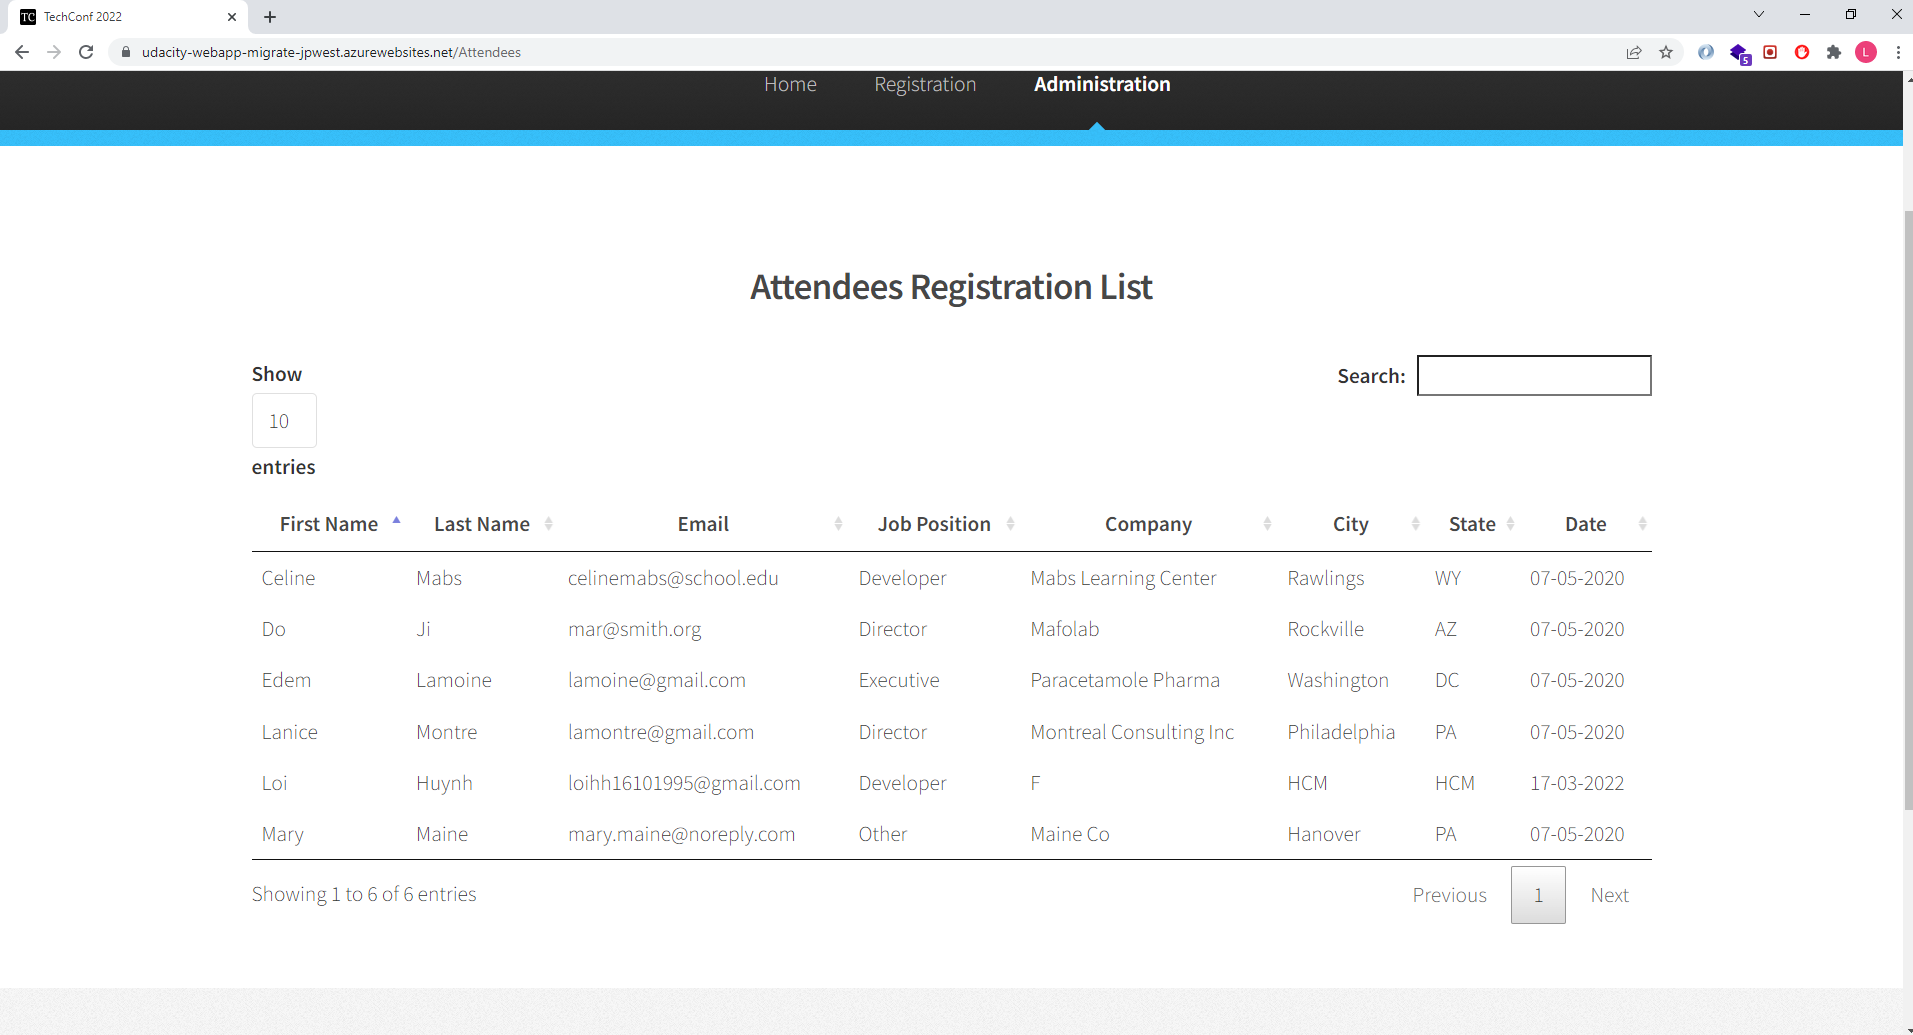 TC TechConf 2022
udacity-webapp-migrate-jpwest.azurewebsites.net/Attendees
5
L
Home Registration Administration
Attendees Registration List
Show
10
entries
Search:
First Name Last Name Email Job Position Company City State Date
Celine Mabs celinemabs@school.edu Developer Mabs Learning Center Rawlings WY 07-05-2020
Do Ji mar@smith.org Director Mafolab Rockville AZ 07-05-2020
Edem Lamoine lamoine@gmail.com Executive Paracetamole Pharma Washington DC 07-05-2020
Lanice Montre lamontre@gmail.com Director Montreal Consulting Inc Philadelphia PA 07-05-2020
Loi Huynh loihh16101995@gmail.com Developer F HCM HCM 17-03-2022
Mary Maine mary.maine@noreply.com Other Maine Co Hanover PA 07-05-2020
Showing 1 to 6 of 6 entries
Previous 1 Next